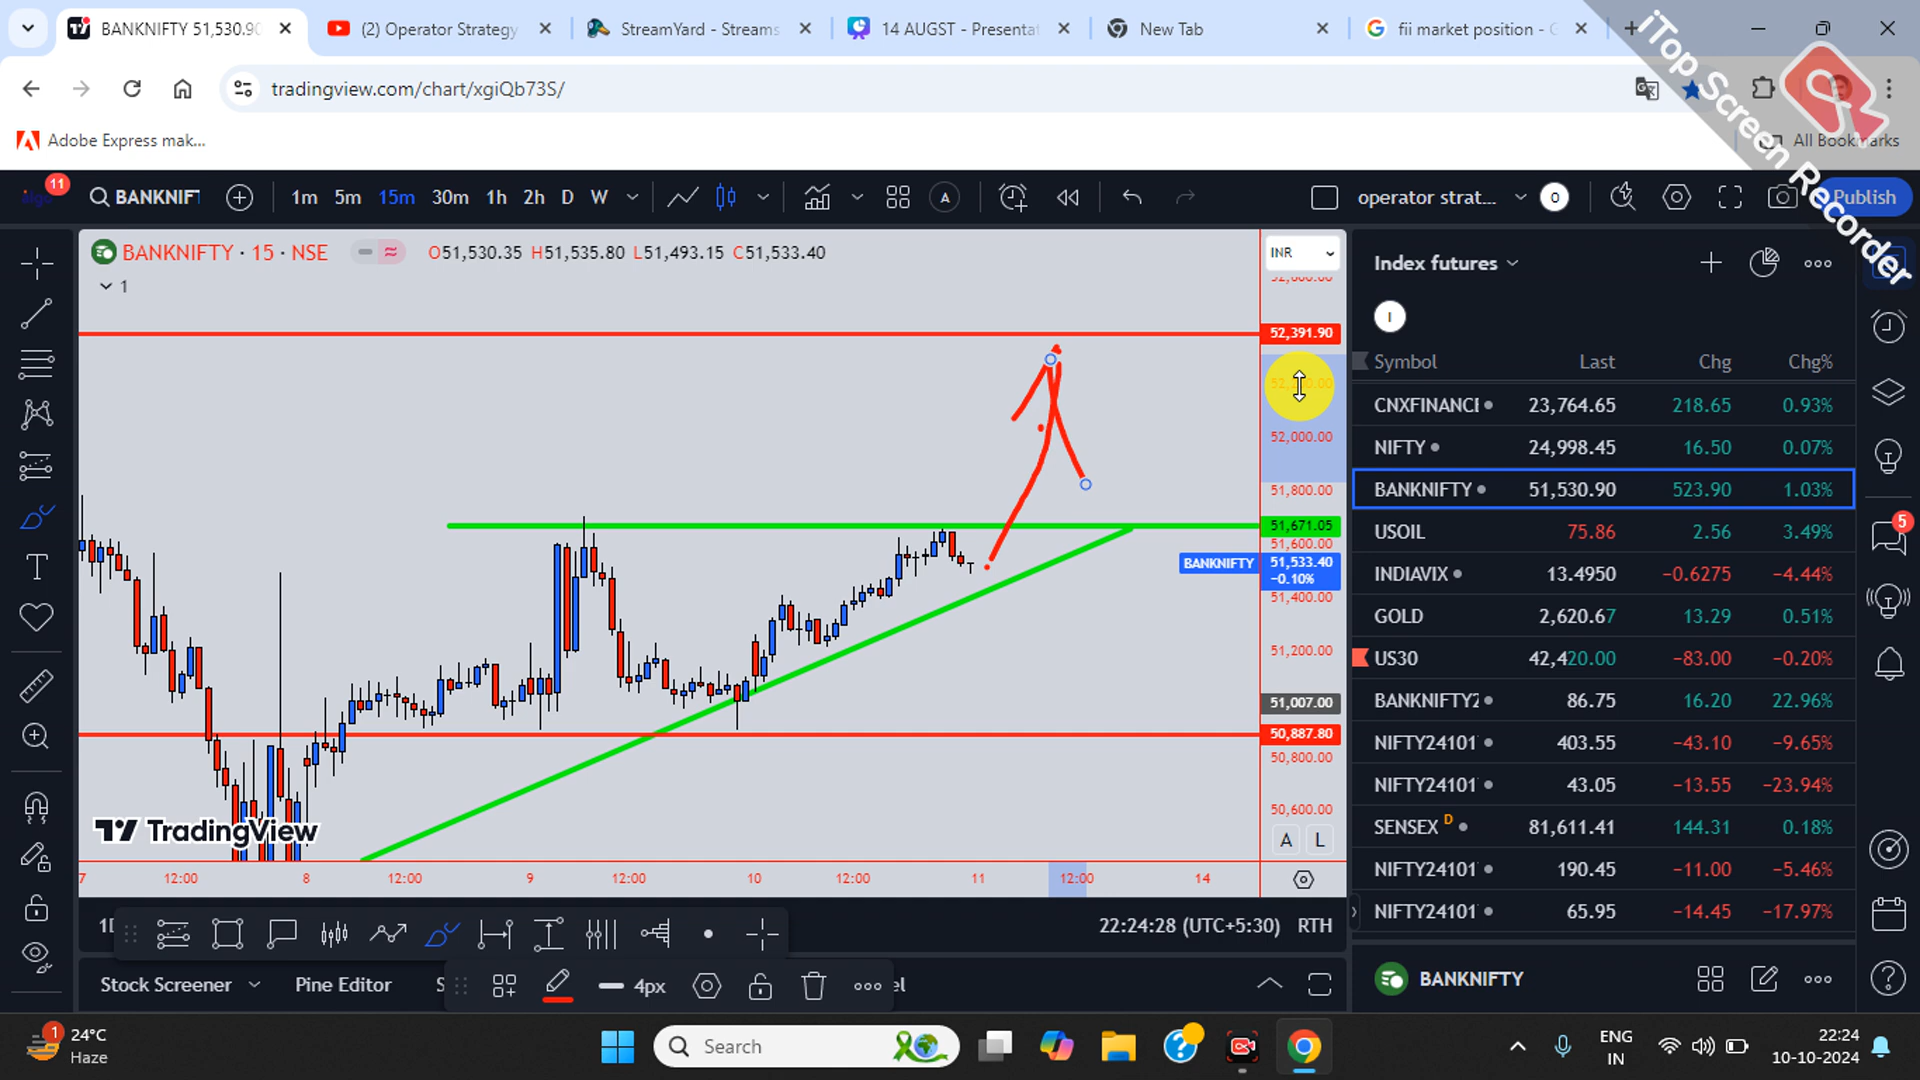 BANKNIFTY 51,530.90
(2) Operator Strategy
StreamYard - Streams
14 AUGST - Presentat
New Tab
fii market position - G
tradingview.com/chart/xgiQb73S/
Adobe Express mak...
All Bookmarks
iTop Screen Recorder
11
BANKNIFT
1m 5m 15m 30m 1h 2h D W
A
operator strat...
O
Publish
BANKNIFTY · 15 · NSE
O51,530.35 H51,535.80 L51,493.15 C51,533.40
1
INR
52,391.90
52,000.00
51,800.00
51,671.05
51,600.00
BANKNIFTY
51,533.40
−0.10%
51,400.00
51,200.00
51,007.00
50,887.80
50,800.00
50,600.00
A L
TradingView
7 12:00 8 12:00 9 12:00 10 12:00 11 12:00 14
22:24:28 (UTC+5:30) RTH
Stock Screener
Pine Editor
4px
Index futures
I
Symbol Last Chg Chg%
CNXFINANCI 23,764.65 218.65 0.93%
NIFTY 24,998.45 16.50 0.07%
BANKNIFTY 51,530.90 523.90 1.03%
USOIL 75.86 2.56 3.49%
INDIAVIX 13.4950 −0.6275 −4.44%
GOLD 2,620.67 13.29 0.51%
US30 42,420.00 −83.00 −0.20%
BANKNIFTY2 86.75 16.20 22.96%
NIFTY24101 403.55 −43.10 −9.65%
NIFTY24101 43.05 −13.55 −23.94%
SENSEX D 81,611.41 144.31 0.18%
NIFTY24101 190.45 −11.00 −5.46%
NIFTY24101 65.95 −14.45 −17.97%
BANKNIFTY
5
1
24°C
Haze
Search
ENG
IN
22:24
10-10-2024